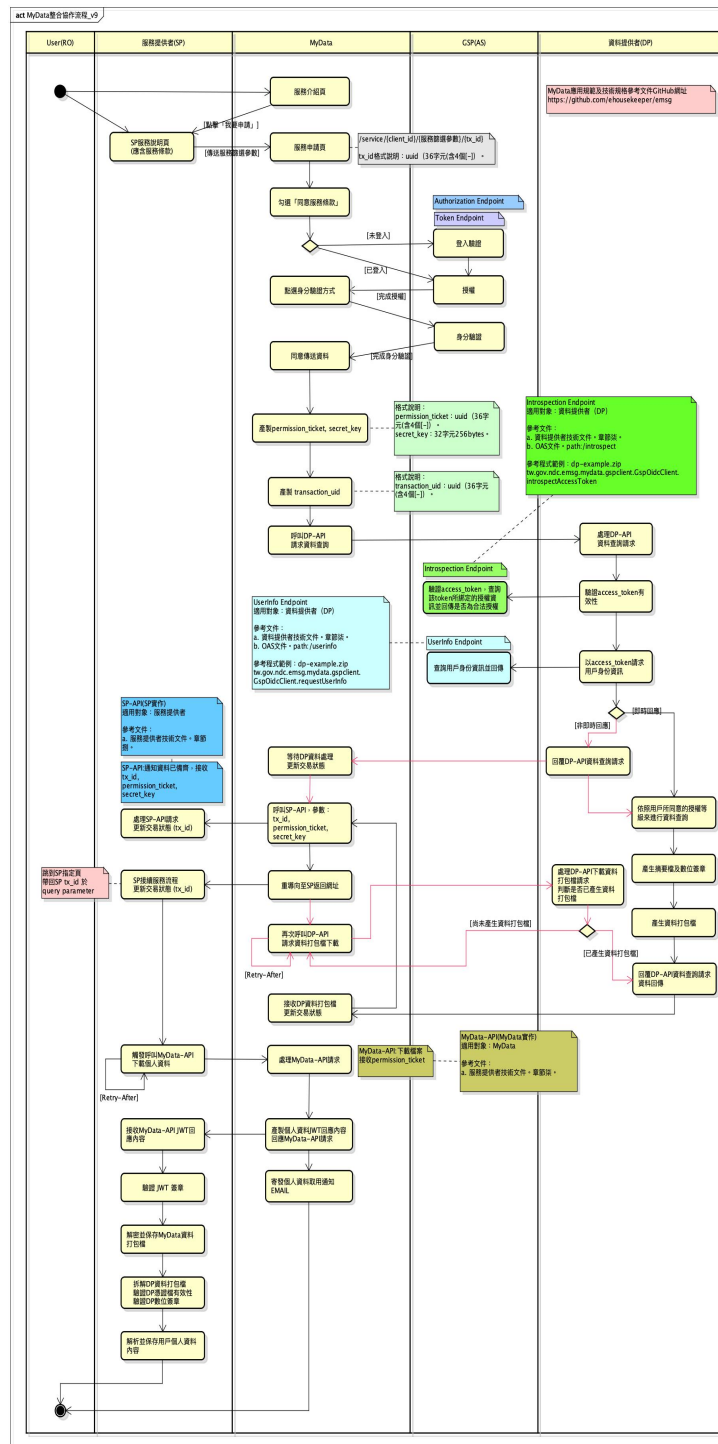 act MyData整合協作流程_v9
User(RO)
服務提供者(SP)
MyData
GSP(AS)
資料提供者(DP)
服務介紹頁
MyData應用規範及技術規格參考文件GitHub網址
https://github.com/ehousekeeper/emsg
[點擊「我要申請」]
SP服務說明頁
(應含服務條款)
[傳送服務篩選參數]
服務申請頁
/service/{client_id}/{服務篩選參數}/{tx_id}
tx_id格式說明：uuid（36字元(含4個[-]）。
勾選「同意服務條款」
Authorization Endpoint
Token Endpoint
[未登入]
登入驗證
[已登入]
點選身分驗證方式
[完成授權]
授權
身分驗證
同意傳送資料
[完成身分驗證]
產製permission_ticket, secret_key
格式說明：
permission_ticket：uuid（36字
元(含4個[-]）。
secret_key：32字元256bytes。
Introspection Endpoint
適用對象：資料提供者（DP）
參考文件：
a. 資料提供者技術文件。章節柒。
b. OAS文件。path:/introspect
參考程式範例：dp-example.zip
tw.gov.ndc.emsg.mydata.gspclient.GspOidcClient.
introspectAccessToken
產製 transaction_uid
格式說明：
transaction_uid：uuid（36字元
(含4個[-]）。
呼叫DP-API
請求資料查詢
處理DP-API
資料查詢請求
Introspection Endpoint
驗證access_token。查詢
該token所綁定的授權資
訊並回傳是否為合法授權
驗證access_token有
效性
UserInfo Endpoint
適用對象：資料提供者（DP）
參考文件：
a. 資料提供者技術文件。章節柒。
b. OAS文件。path:/userinfo
參考程式範例：dp-example.zip
tw.gov.ndc.emsg.mydata.gspclient.
GspOidcClient.requestUserInfo
UserInfo Endpoint
查詢用戶身份資訊並回傳
以access_token請求
用戶身份資訊
SP-API(SP實作)
適用對象：服務提供者
參考文件：
a. 服務提供者技術文件。章節
捌。
[即時回應]
[非即時回應]
等待DP資料處理
更新交易狀態
回覆DP-API資料查詢請求
SP-API:通知資料已備齊。接收
tx_id,
permission_ticket,
secret_key
處理SP-API請求
更新交易狀態 (tx_id)
呼叫SP-API。參數：
tx_id,
permission_ticket,
secret_key
依照用戶所同意的授權等
級來進行資料查詢
跳到SP指定頁
帶回SP tx_id 於
query parameter
SP接續服務流程
更新交易狀態 (tx_id)
重導向至SP返回網址
處理DP-API下載資料
打包檔請求
判斷是否已產生資料
打包檔
產生摘要檔及數位簽章
再次呼叫DP-API
請求資料打包檔下載
[尚未產生資料打包檔]
產生資料打包檔
[Retry-After]
[已產生資料打包檔]
回覆DP-API資料查詢請求
資料回傳
接收DP資料打包檔
更新交易狀態
觸發呼叫MyData-API
下載個人資料
處理MyData-API請求
MyData-API:下載檔案
接收permission_ticket
MyData-API(MyData實作)
適用對象：MyData
參考文件：
a. 服務提供者技術文件。章節柒。
[Retry-After]
接收MyData-API JWT回
應內容
產製個人資料JWT回應內容
回應MyData-API請求
驗證 JWT 簽章
寄發個人資料取用通知
EMAIL
解密並保存MyData資料
打包檔
拆解DP資料打包檔
驗證DP憑證檔有效性
驗證DP數位簽章
解析並保存用戶個人資料
內容